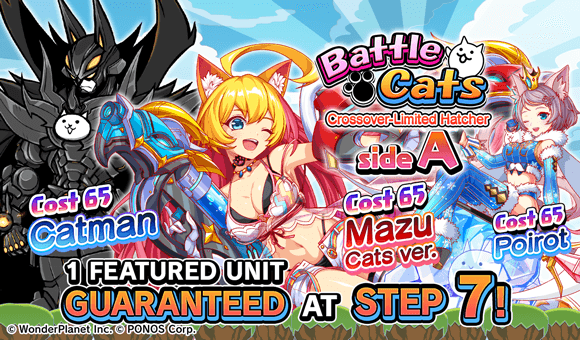 Battle
Cats
Crossover-Limited Hatcher
side A
Cost 65
Catman
Cost 65
Mazu
Cats ver.
Cost 65
Poirot
1 FEATURED UNIT
GUARANTEED AT STEP 7!
© WonderPlanet Inc. © PONOS Corp.